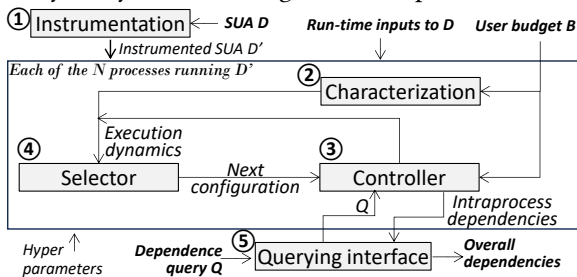 ① Instrumentation
SUA D
Run-time inputs to D
User budget B
Instrumented SUA D'
Each of the N processes running D'
② Characterization
Execution
dynamics
④ Selector
Next
configuration
③ Controller
Q
Intraprocess
dependencies
Hyper
parameters
Dependence
query Q
⑤ Querying interface
Overall
dependencies